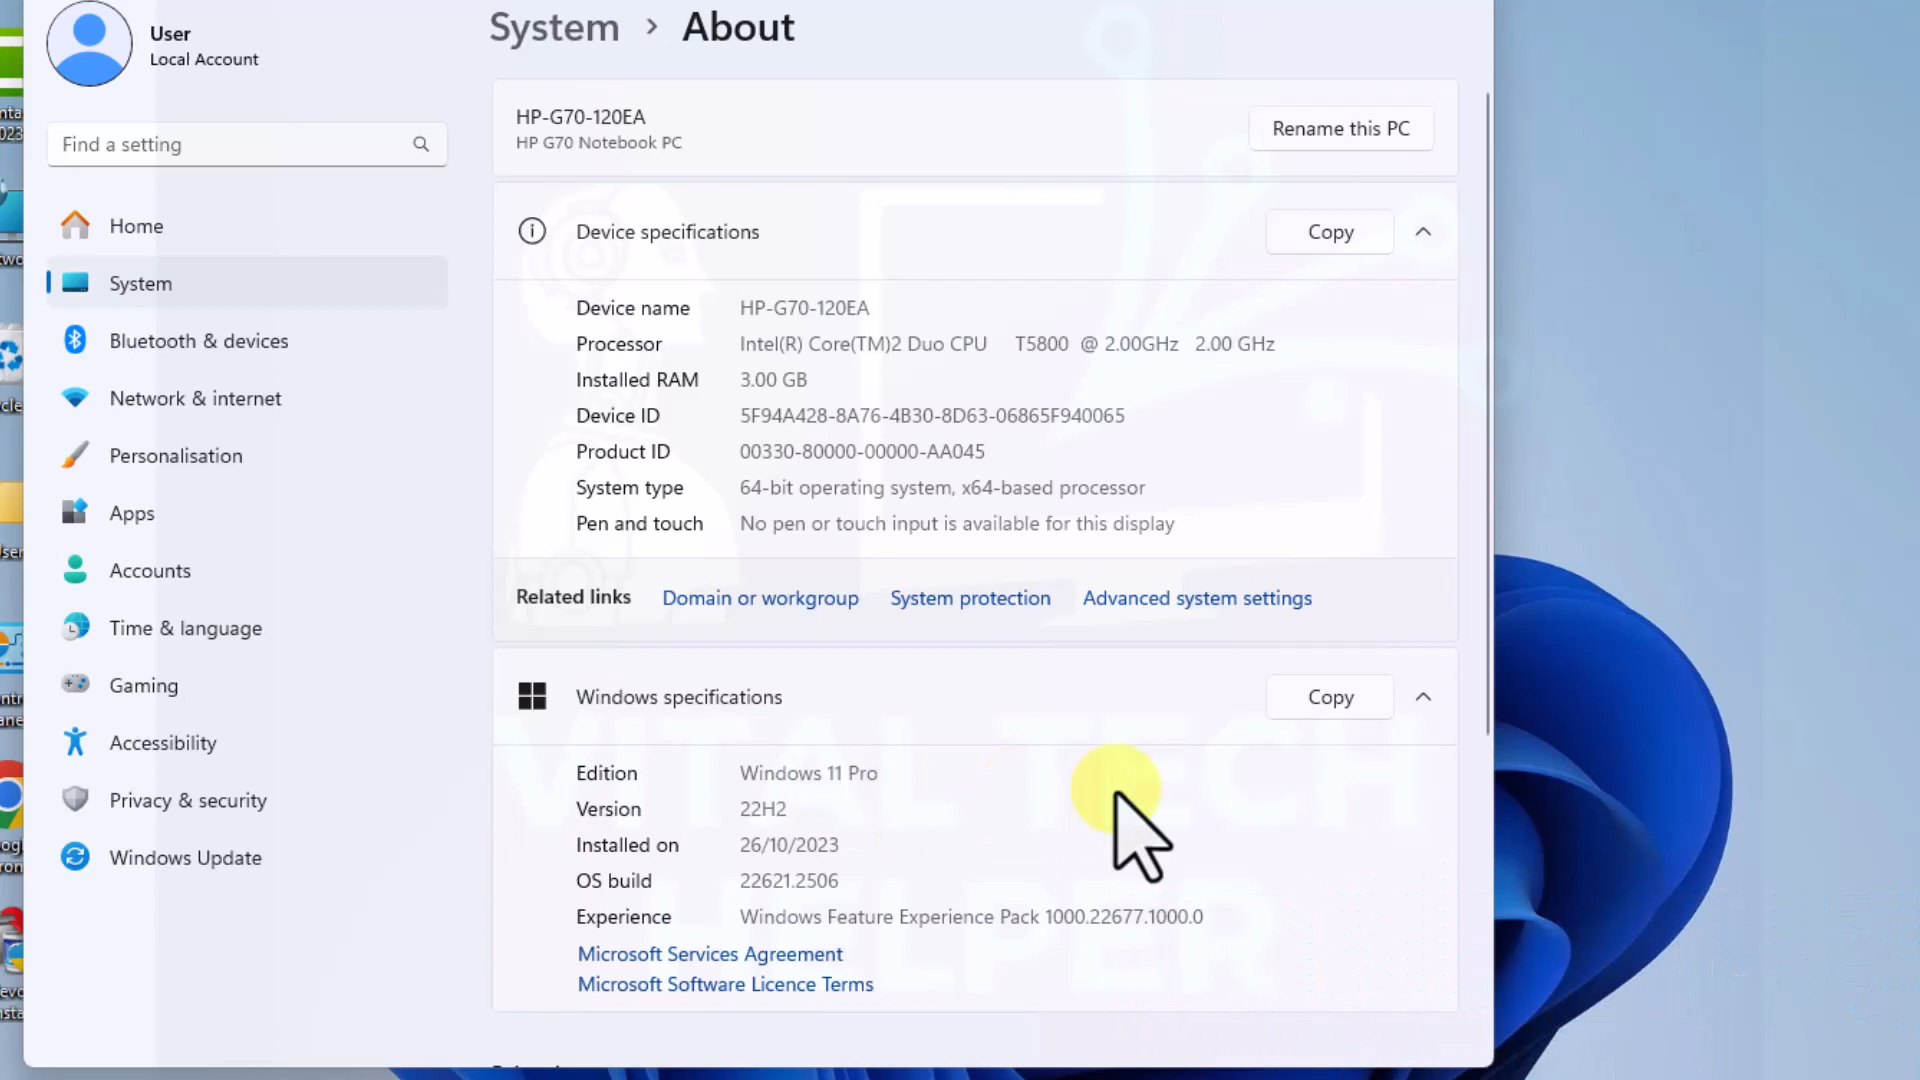 System > About
User
Local Account
Find a setting
Home
System
Bluetooth & devices
Network & internet
Personalisation
Apps
Accounts
Time & language
Gaming
Accessibility
Privacy & security
Windows Update
HP-G70-120EA
HP G70 Notebook PC
Rename this PC
Device specifications
Copy
Device name HP-G70-120EA
Processor Intel(R) Core(TM)2 Duo CPU T5800 @ 2.00GHz 2.00 GHz
Installed RAM 3.00 GB
Device ID 5F94A428-8A76-4B30-8D63-06865F940065
Product ID 00330-80000-00000-AA045
System type 64-bit operating system, x64-based processor
Pen and touch No pen or touch input is available for this display
Related links Domain or workgroup System protection Advanced system settings
Windows specifications
Copy
Edition Windows 11 Pro
Version 22H2
Installed on 26/10/2023
OS build 22621.2506
Experience Windows Feature Experience Pack 1000.22677.1000.0
Microsoft Services Agreement
Microsoft Software Licence Terms
VITAL TECH
HELPER